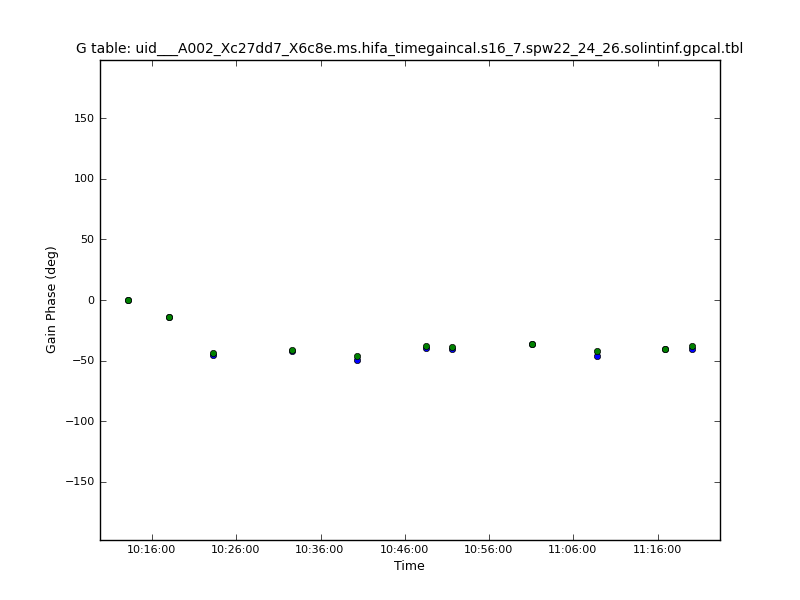 G table: uid___A002_Xc27dd7_X6c8e.ms.hifa_timegaincal.s16_7.spw22_24_26.solintinf.gpcal.tbl
150
100
50
0
−50
−100
−150
Gain Phase (deg)
10:16:00 10:26:00 10:36:00 10:46:00 10:56:00 11:06:00 11:16:00
Time